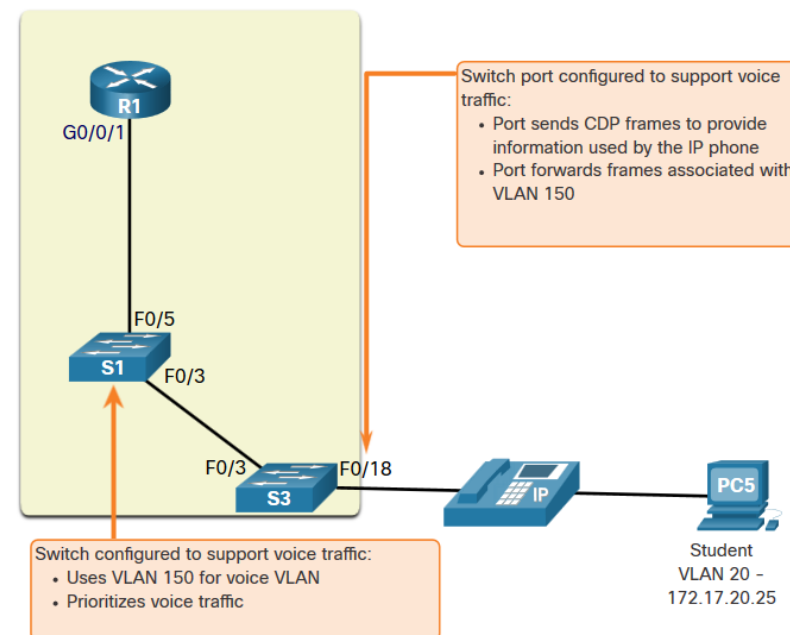 R1
G0/0/1
Switch port configured to support voice
traffic:
• Port sends CDP frames to provide
information used by the IP phone
• Port forwards frames associated with
VLAN 150
F0/5
S1
F0/3
F0/3
S3
F0/18
IP
PC5
Student
VLAN 20 -
172.17.20.25
Switch configured to support voice traffic:
• Uses VLAN 150 for voice VLAN
• Prioritizes voice traffic